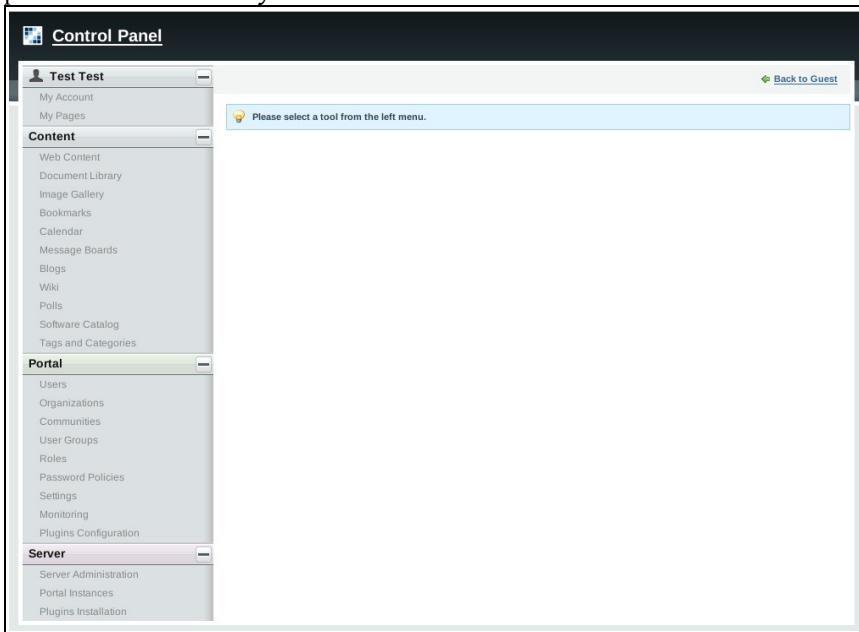 Control Panel
Test Test
Back to Guest
My Account
My Pages
Please select a tool from the left menu.
Content
Web Content
Document Library
Image Gallery
Bookmarks
Calendar
Message Boards
Blogs
Wiki
Polls
Software Catalog
Tags and Categories
Portal
Users
Organizations
Communities
User Groups
Roles
Password Policies
Settings
Monitoring
Plugins Configuration
Server
Server Administration
Portal Instances
Plugins Installation